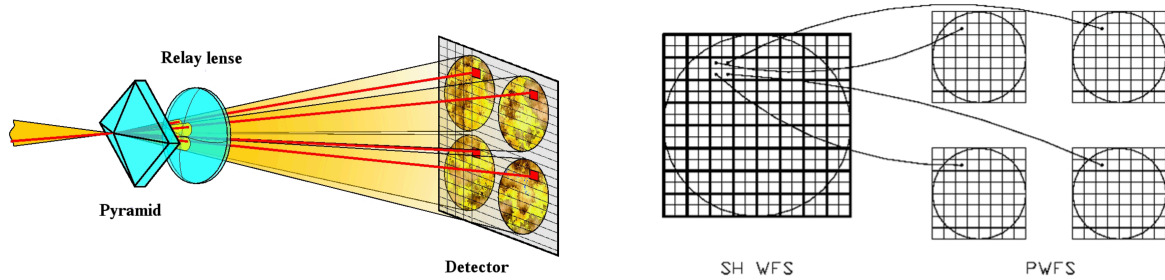 Relay lense
Pyramid
Detector
SH WFS
PWFS